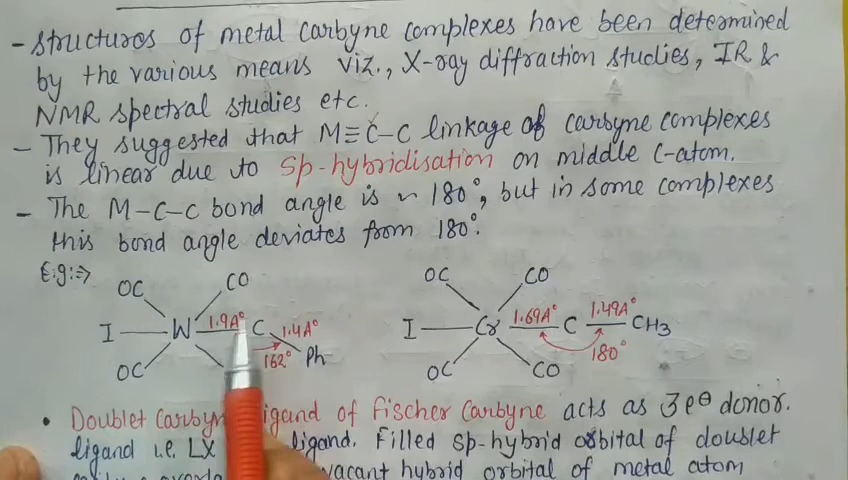 - Structures of metal Carbyne complexes have been determined
by the various means viz., X-ray diffraction studies, IR &
NMR spectral studies etc.
- They suggested that M≡C-C linkage of carbyne complexes
is linear due to Sp-hybridisation on middle C-atom.
- The M-C-C bond angle is ~ 180°, but in some complexes
this bond angle deviates from 180°.
E.g:⇒
OC CO OC CO
I W 1.9A° C 1.4A° I Cr 1.69A° C 1.49A° CH3
162° Ph 180°
OC OC CO
• Doublet Carbyn igand of Fischer Carbyne acts as 3e⊖ donor.
ligand i.e. LX ligand. Filled Sp-hybrid orbital of doublet
vacant hybrid orbital of metal atom